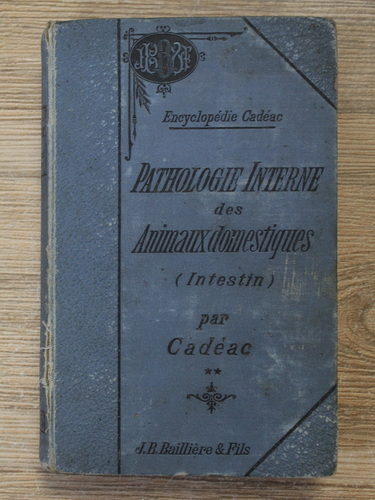 Encyclopédie Cadéac
PATHOLOGIE INTERNE
des
Animaux domestiques
(Intestin)
par
Cadéac
**
J.B. Baillière & Fils